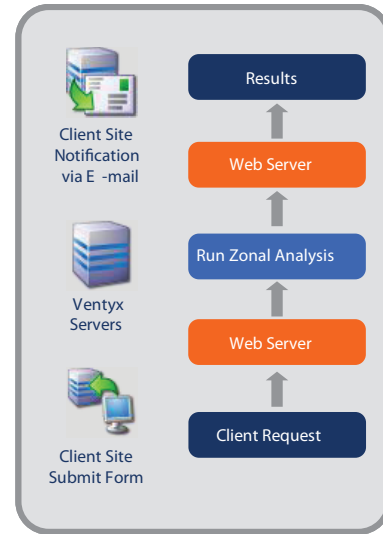 Results
Client Site
Notification
via E -mail
Web Server
Run Zonal Analysis
Ventyx
Servers
Web Server
Client Request
Client Site
Submit Form